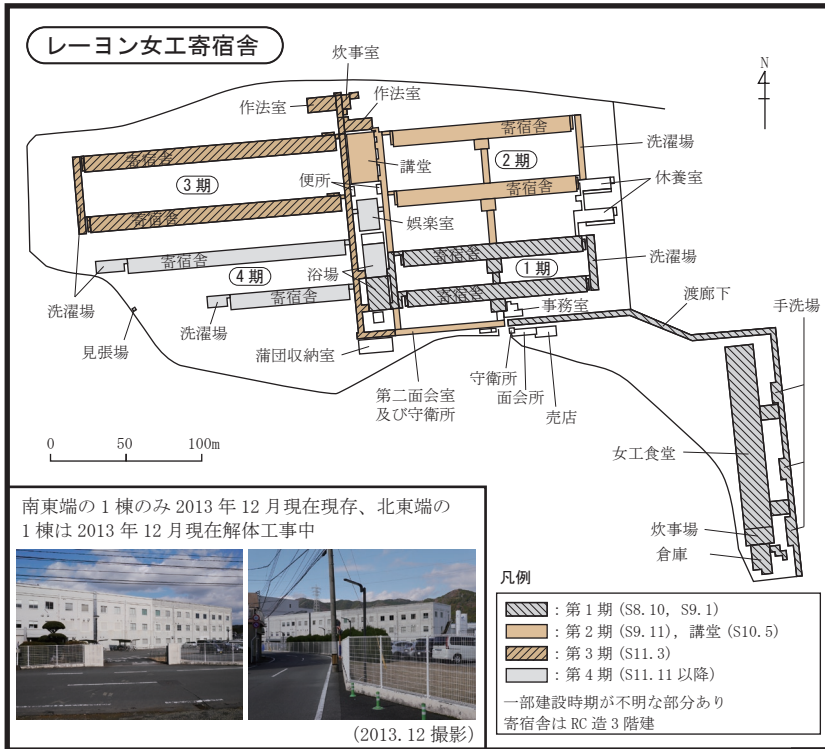 レーヨン女工寄宿舎
炊事室
作法室
作法室
N
寄宿舎
2期
洗濯場
寄宿舎
3期
講堂
便所
休養室
寄宿舎
寄宿舎
娯楽室
寄宿舎
4期
浴場
寄宿舎
1期
洗濯場
洗濯場
寄宿舎
寄宿舎
事務室
渡廊下
手洗場
洗濯場
見張場
蒲団収納室
第二面会室
及び守衛所
守衛所
面会所
売店
0 50 100m
女工食堂
炊事場
倉庫
南東端の1棟のみ2013年12月現在現存、北東端の
1棟は2013年12月現在解体工事中
(2013.12 撮影)
凡例
：第1期 (S8.10, S9.1)
：第2期 (S9.11), 講堂 (S10.5)
：第3期 (S11.3)
：第4期 (S11.11 以降)
一部建設時期が不明な部分あり
寄宿舎は RC 造3階建